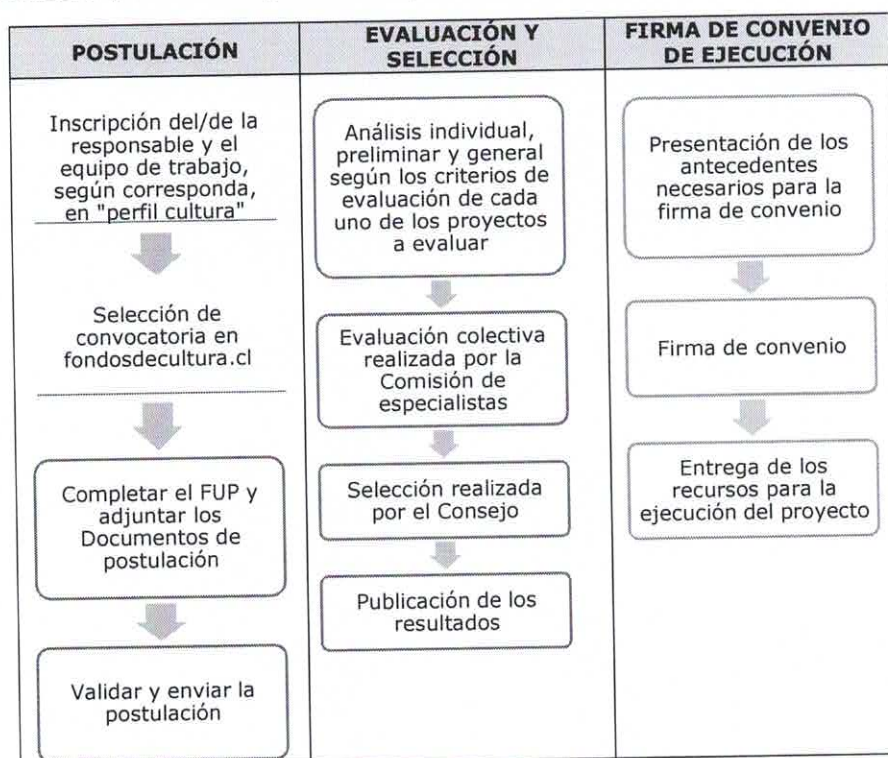 POSTULACIÓN
Inscripción del/de la
responsable y el
equipo de trabajo,
según corresponda,
en "perfil cultura"
Selección de
convocatoria en
fondosdecultura.cl
Completar el FUP y
adjuntar los
Documentos de
postulación
Validar y enviar la
postulación
EVALUACIÓN Y
SELECCIÓN
Análisis individual,
preliminar y general
según los criterios de
evaluación de cada
uno de los proyectos
a evaluar
Evaluación colectiva
realizada por la
Comisión de
especialistas
Selección realizada
por el Consejo
Publicación de los
resultados
FIRMA DE CONVENIO
DE EJECUCIÓN
Presentación de los
antecedentes
necesarios para la
firma de convenio
Firma de convenio
Entrega de los
recursos para la
ejecución del proyecto